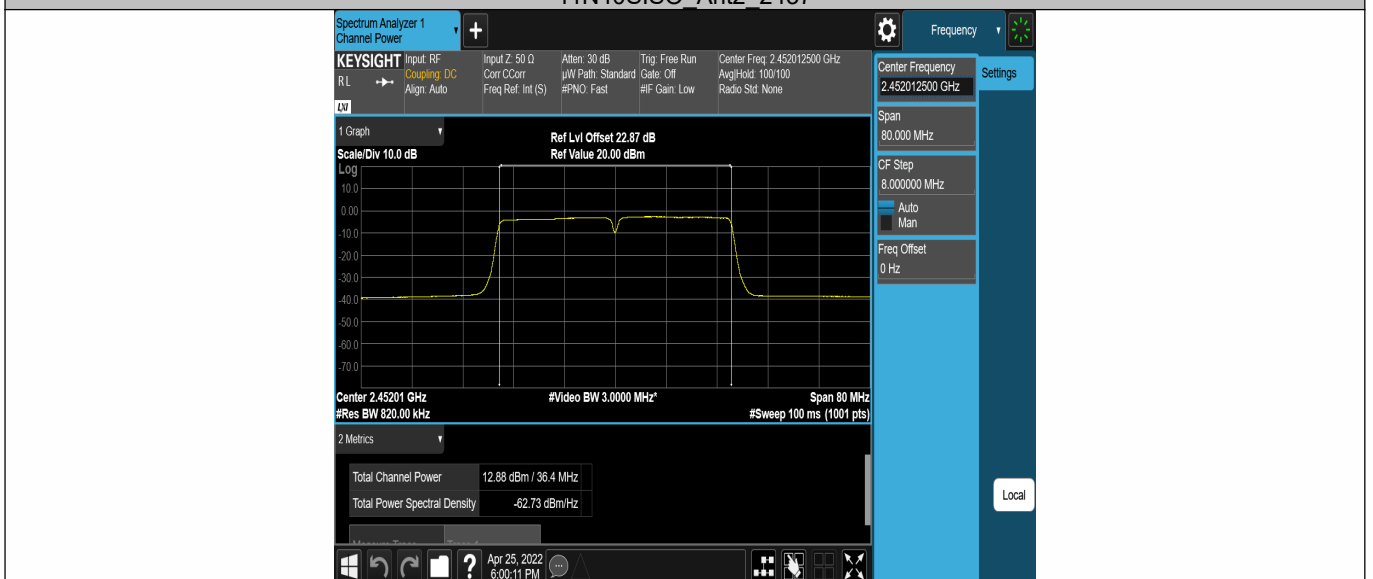 Spectrum Analyzer 1
Channel Power
Frequency
KEYSIGHT
RL
LXI
Input: RF
Coupling: DC
Align: Auto
Input Z: 50 Ω
Corr CCorr
Freq Ref: Int (S)
Atten: 30 dB
µW Path: Standard
#PNO: Fast
Trig: Free Run
Gate: Off
#IF Gain: Low
Center Freq: 2.452012500 GHz
Avg|Hold: 100/100
Radio Std: None
Center Frequency
2.452012500 GHz
Settings
Span
80.000 MHz
CF Step
8.000000 MHz
Auto
Man
Freq Offset
0 Hz
Local
1 Graph
Scale/Div 10.0 dB
Ref Lvl Offset 22.87 dB
Ref Value 20.00 dBm
Log
10.0
0.00
-10.0
-20.0
-30.0
-40.0
-50.0
-60.0
-70.0
Center 2.45201 GHz
#Video BW 3.0000 MHz*
Span 80 MHz
#Res BW 820.00 kHz
#Sweep 100 ms (1001 pts)
2 Metrics
Total Channel Power 12.88 dBm / 36.4 MHz
Total Power Spectral Density -62.73 dBm/Hz
?
Apr 25, 2022
6:00:11 PM